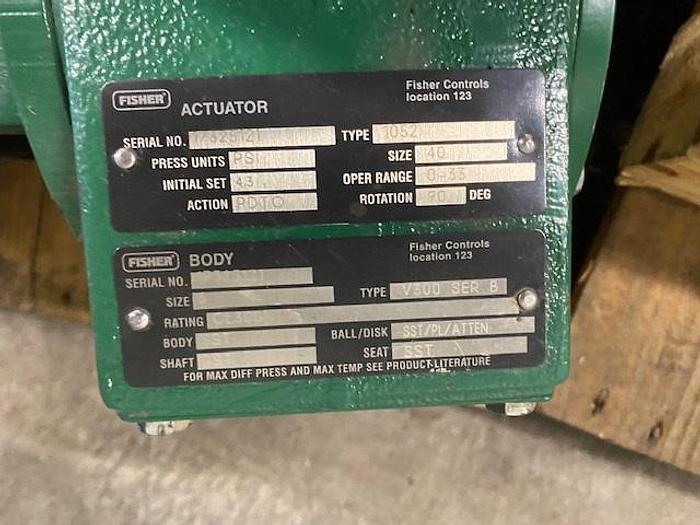 FISHER ACTUATOR Fisher Controls
location 123
SERIAL NO. TYPE 1052
PRESS UNITS PSI SIZE 40
INITIAL SET OPER RANGE 0-33
ACTION PDTO ROTATION 90 DEG
FISHER BODY Fisher Controls
location 123
SERIAL NO.
SIZE TYPE V300 SER B
RATING CL300
BODY BALL/DISK SST/PL/ATTEN
SHAFT SEAT SST
FOR MAX DIFF PRESS AND MAX TEMP SEE PRODUCT LITERATURE